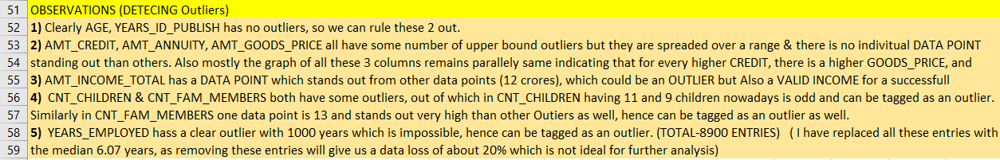 51 OBSERVATIONS (DETECING Outliers)
52 1) Clearly AGE, YEARS_ID_PUBLISH has no outliers, so we can rule these 2 out.
53 2) AMT_CREDIT, AMT_ANNUITY, AMT_GOODS_PRICE all have some number of upper bound outliers but they are spreaded over a range & there is no indivitual DATA POINT
54 standing out than others. Also mostly the graph of all these 3 columns remains parallely same indicating that for every higher CREDIT, there is a higher GOODS_PRICE, and
55 3) AMT_INCOME_TOTAL has a DATA POINT which stands out from other data points (12 crores), which could be an OUTLIER but Also a VALID INCOME for a successfull
56 4) CNT_CHILDREN & CNT_FAM_MEMBERS both have some outliers, out of which in CNT_CHILDREN having 11 and 9 children nowadays is odd and can be tagged as an outlier.
57 Similarly in CNT_FAM_MEMBERS one data point is 13 and stands out very high than other Outiers as well, hence can be tagged as an outlier as well.
58 5) YEARS_EMPLOYED hass a clear outlier with 1000 years which is impossible, hence can be tagged as an outlier. (TOTAL-8900 ENTRIES) ( I have replaced all these entries with
59 the median 6.07 years, as removing these entries will give us a data loss of about 20% which is not ideal for further analysis)